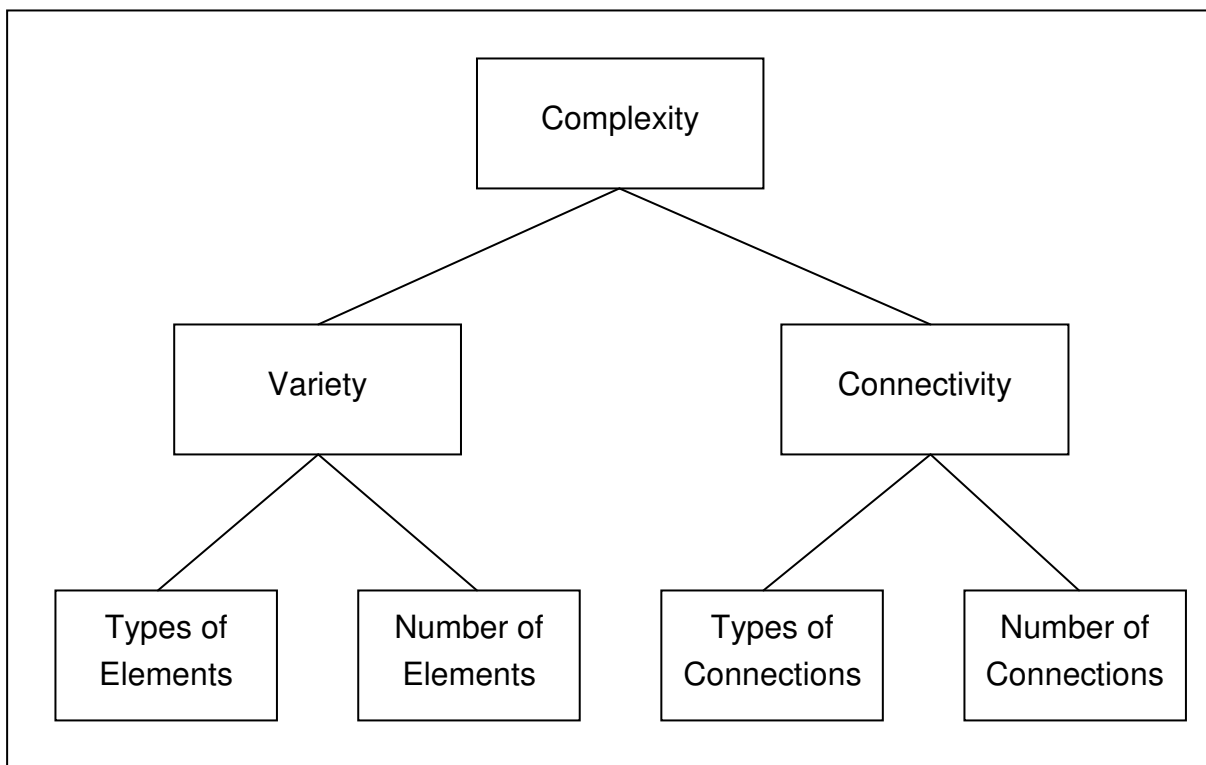 Complexity
Variety
Connectivity
Types of
Elements
Number of
Elements
Types of
Connections
Number of
Connections